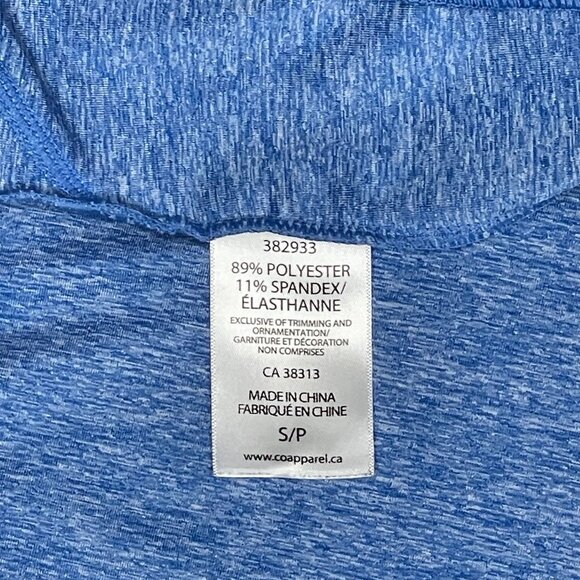 382933
89% POLYESTER
11% SPANDEX/
ÉLASTHANNE
EXCLUSIVE OF TRIMMING AND
ORNAMENTATION/
GARNITURE ET DÉCORATION
NON COMPRISES
CA 38313
MADE IN CHINA
FABRIQUÉ EN CHINE
S/P
www.coapparel.ca